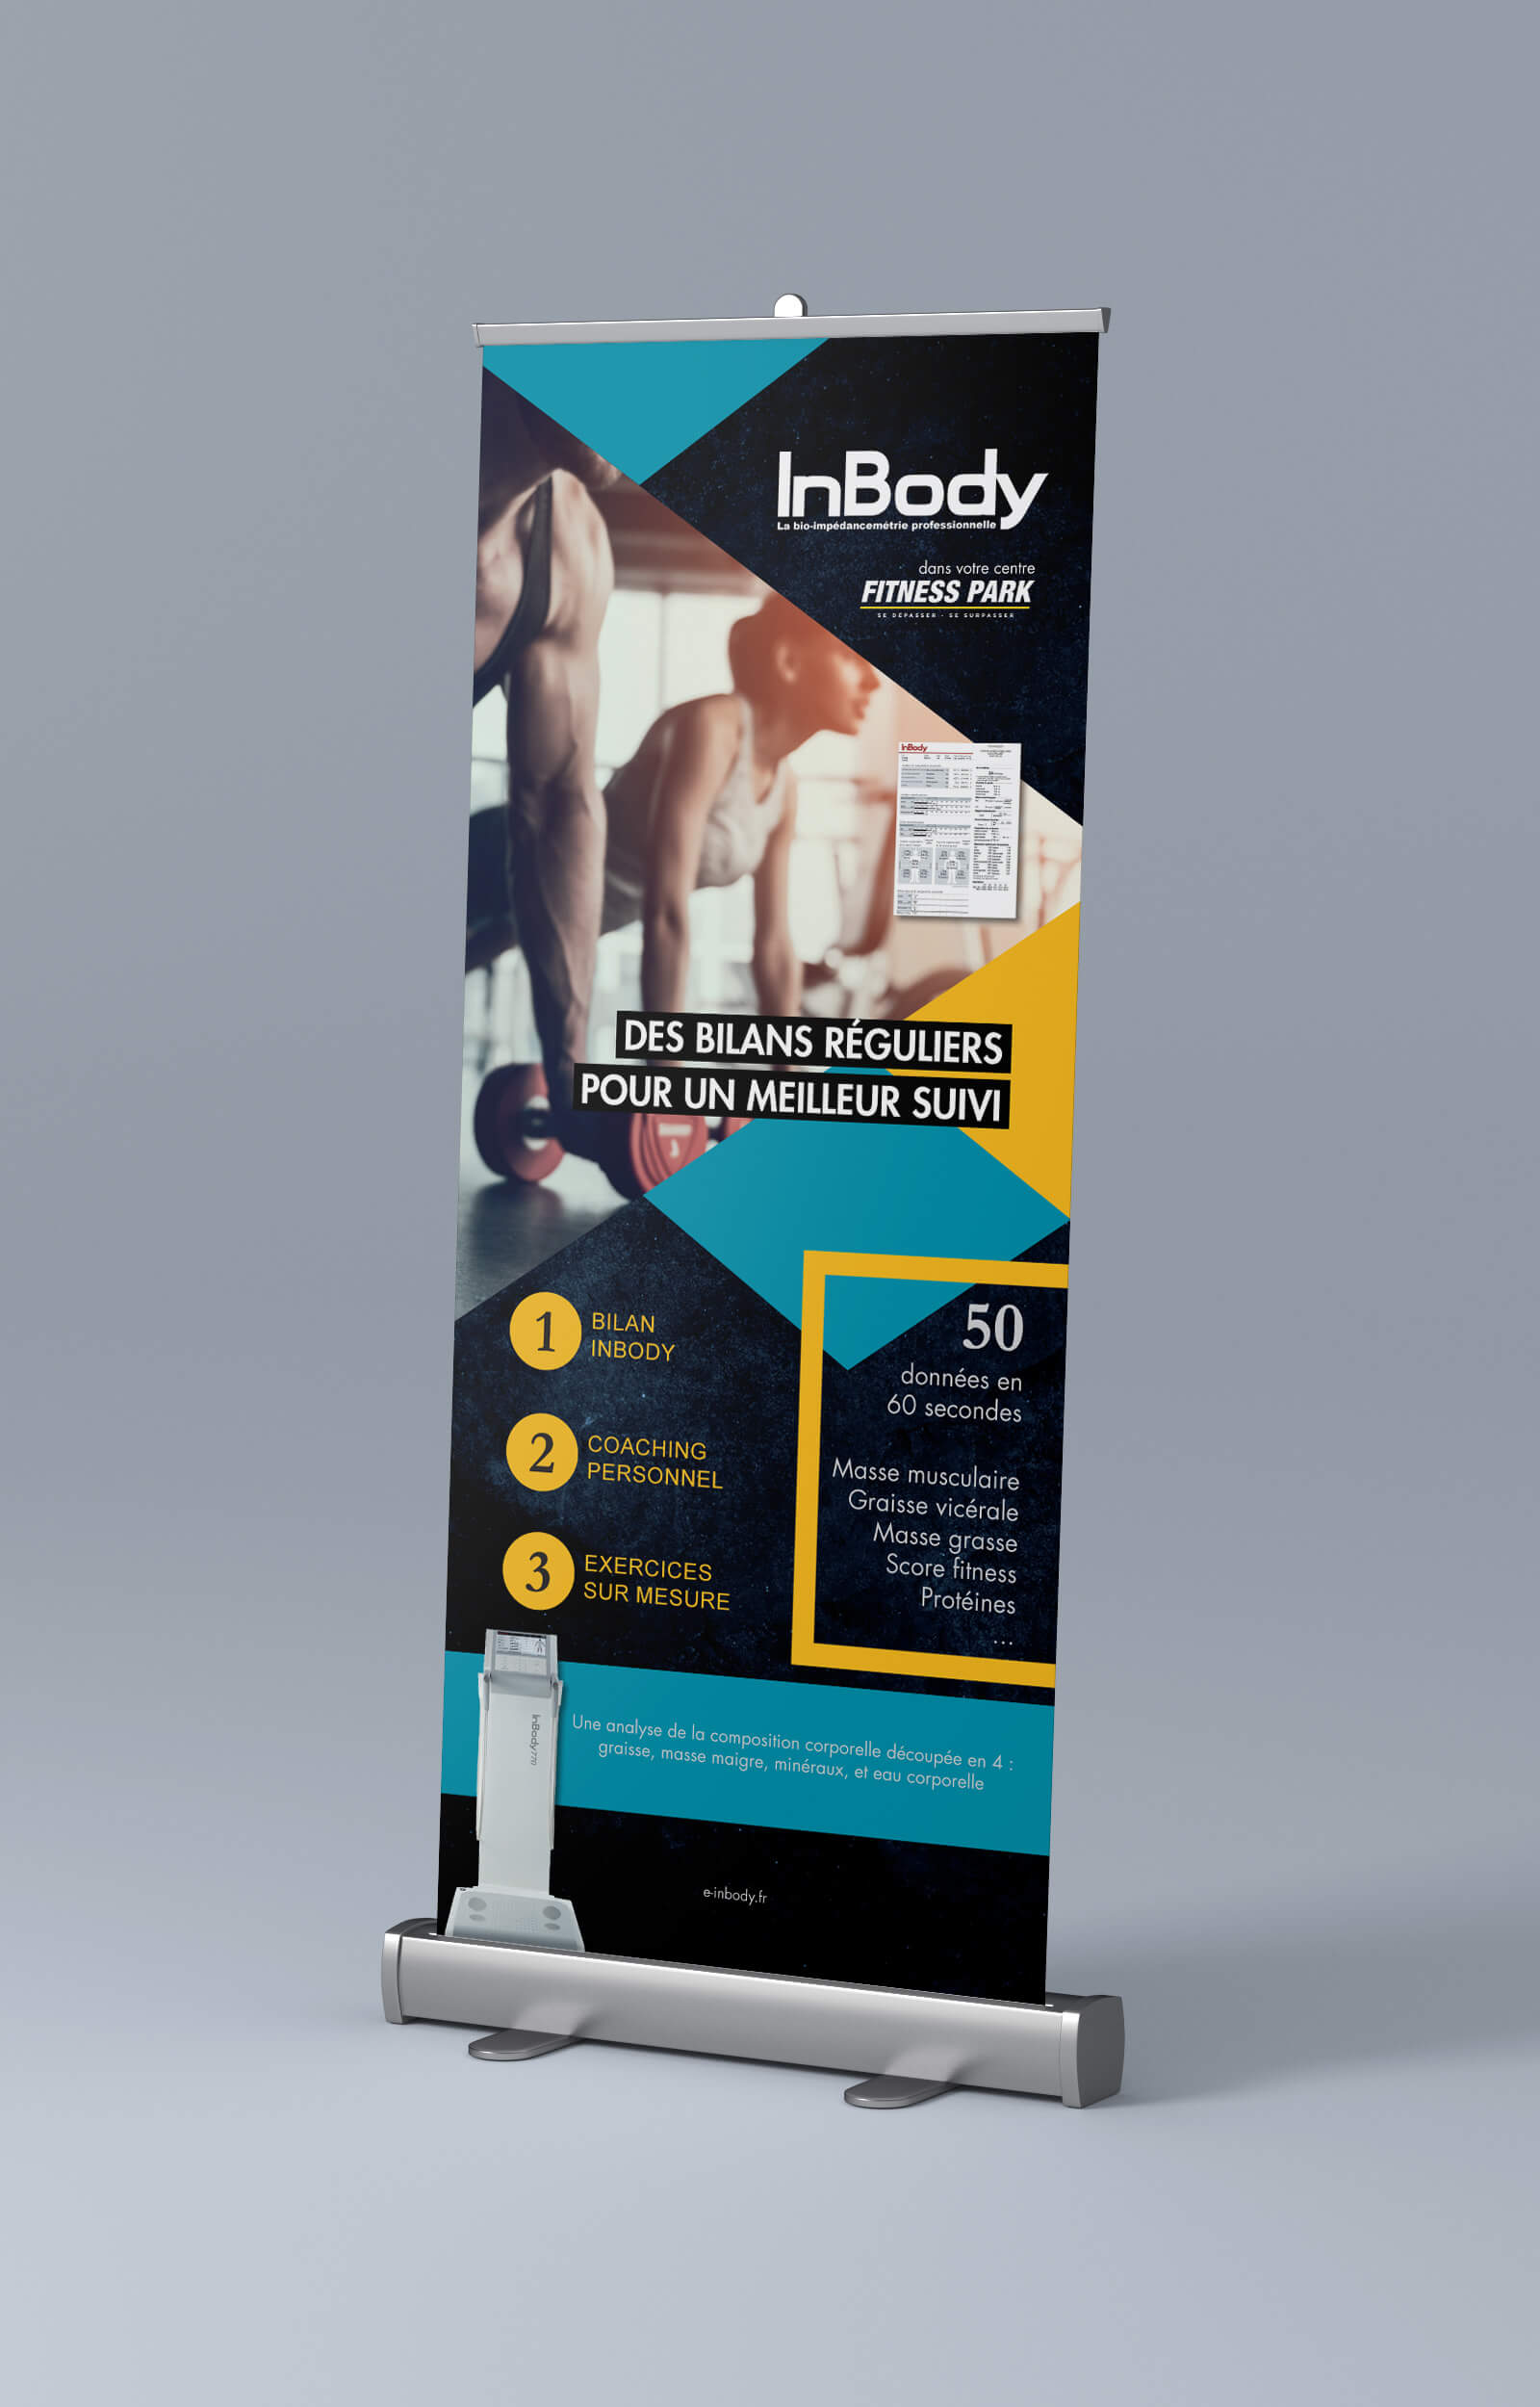 InBody
La bio-impédancemétrie professionnelle
dans votre centre
FITNESS PARK
SE DÉPASSER - SE SURPASSER
InBody
DES BILANS RÉGULIERS
POUR UN MEILLEUR SUIVI
1 BILAN
INBODY
2 COACHING
PERSONNEL
3 EXERCICES
SUR MESURE
50
données en
60 secondes
Masse musculaire
Graisse vicérale
Masse grasse
Score fitness
Protéines
...
InBody770
Une analyse de la composition corporelle découpée en 4 :
graisse, masse maigre, minéraux, et eau corporelle
e-inbody.fr